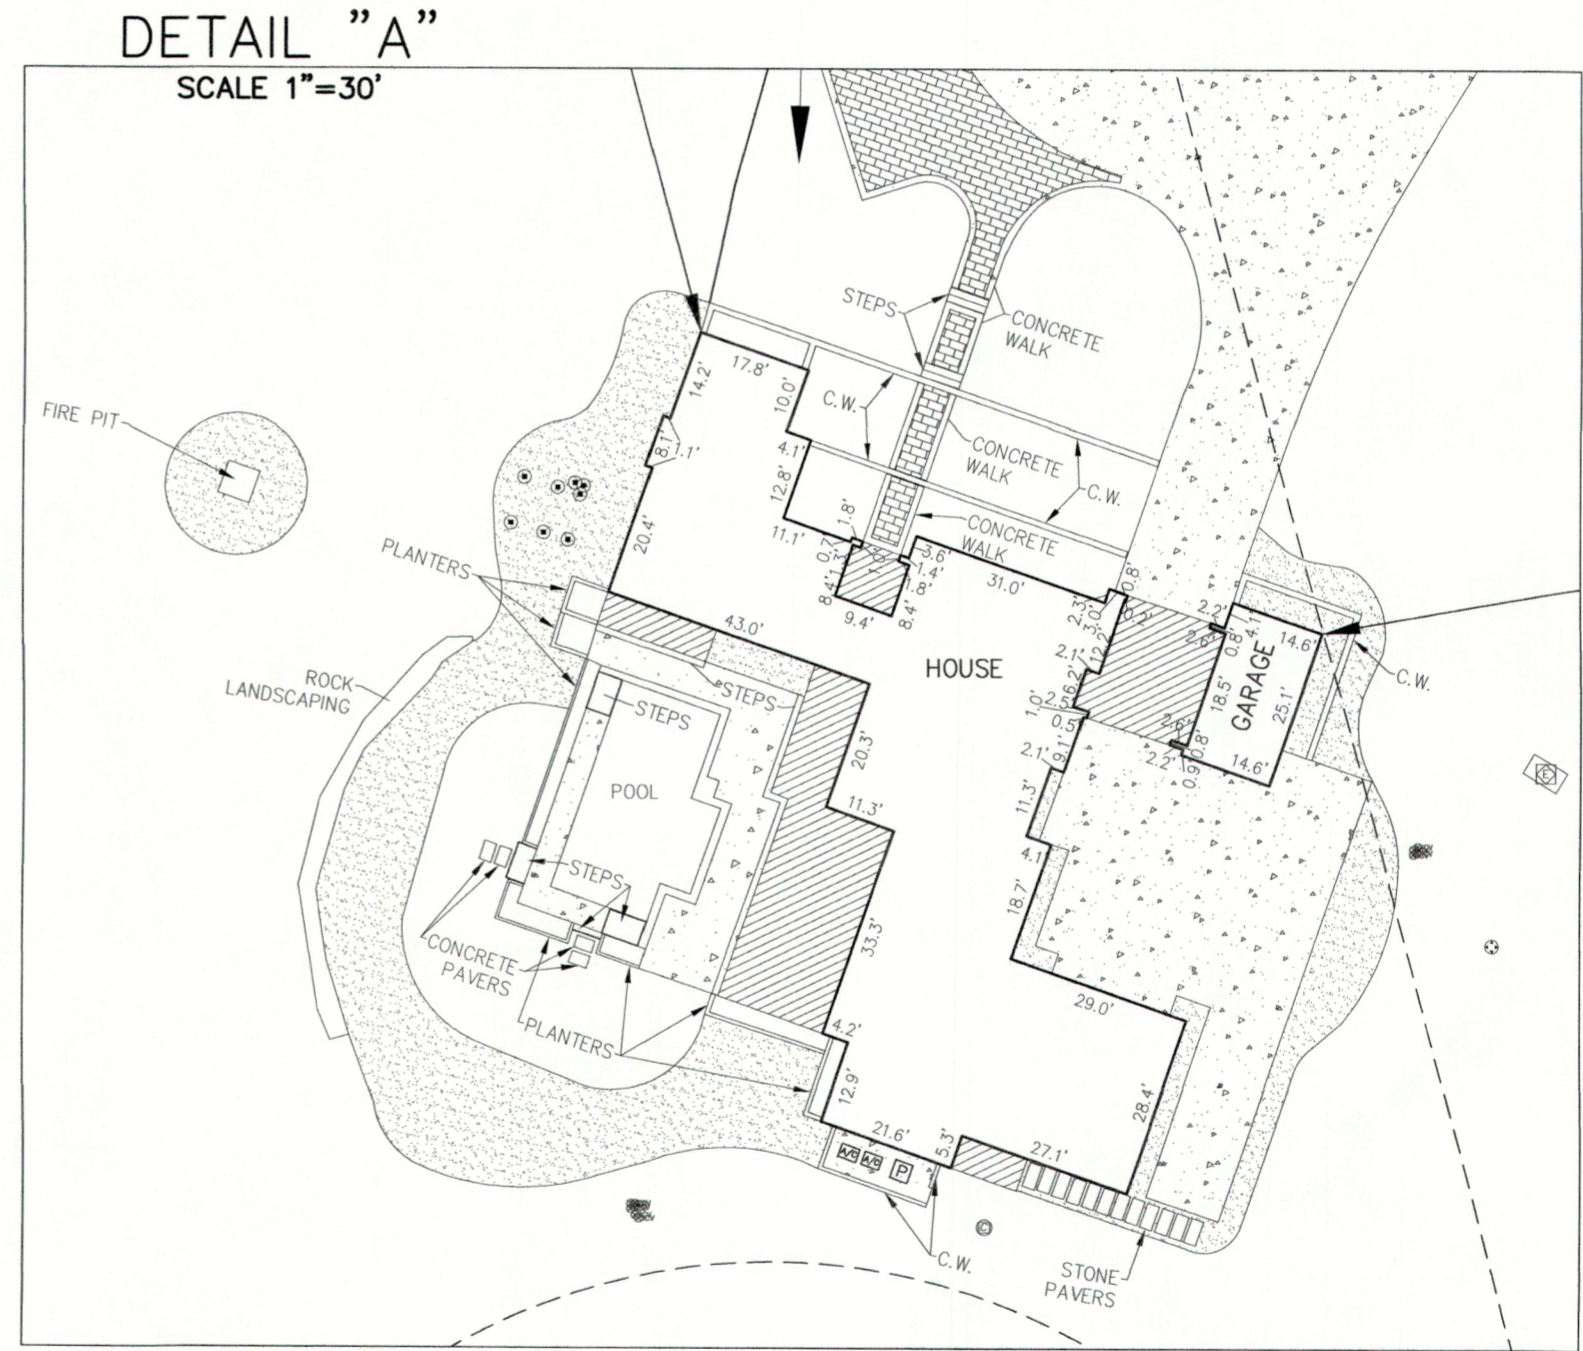 DETAIL "A"
SCALE 1"=30'
STEPS
CONCRETE
WALK
17.8'
14.2'
10.0'
C.W.
FIRE PIT
8.1'
1.1'
4.1'
12.8'
CONCRETE
WALK
C.W.
1.8'
11.1'
CONCRETE
WALK
20.4'
PLANTERS
3.6'
1.4'
1.8'
31.0'
0.8'
8.4'
9.4'
8.4'
2.3'
3.0'
2.2'
4.1'
14.6'
2.6'
0.8'
43.0'
HOUSE
2.1'
C.W.
ROCK
LANDSCAPING
STEPS
STEPS
6.2'
2.5'
1.0'
0.5'
18.5'
GARAGE
25.1'
20.3'
2.1'
9.1'
2.6'
0.8'
2.2'
0.9'
14.6'
POOL
11.3'
11.3'
E
4.1'
STEPS
18.7'
33.3'
CONCRETE
PAVERS
29.0'
PLANTERS
4.2'
12.9'
28.4'
21.6'
5.3'
27.1'
A/C
A/C
P
C
C.W.
STONE
PAVERS